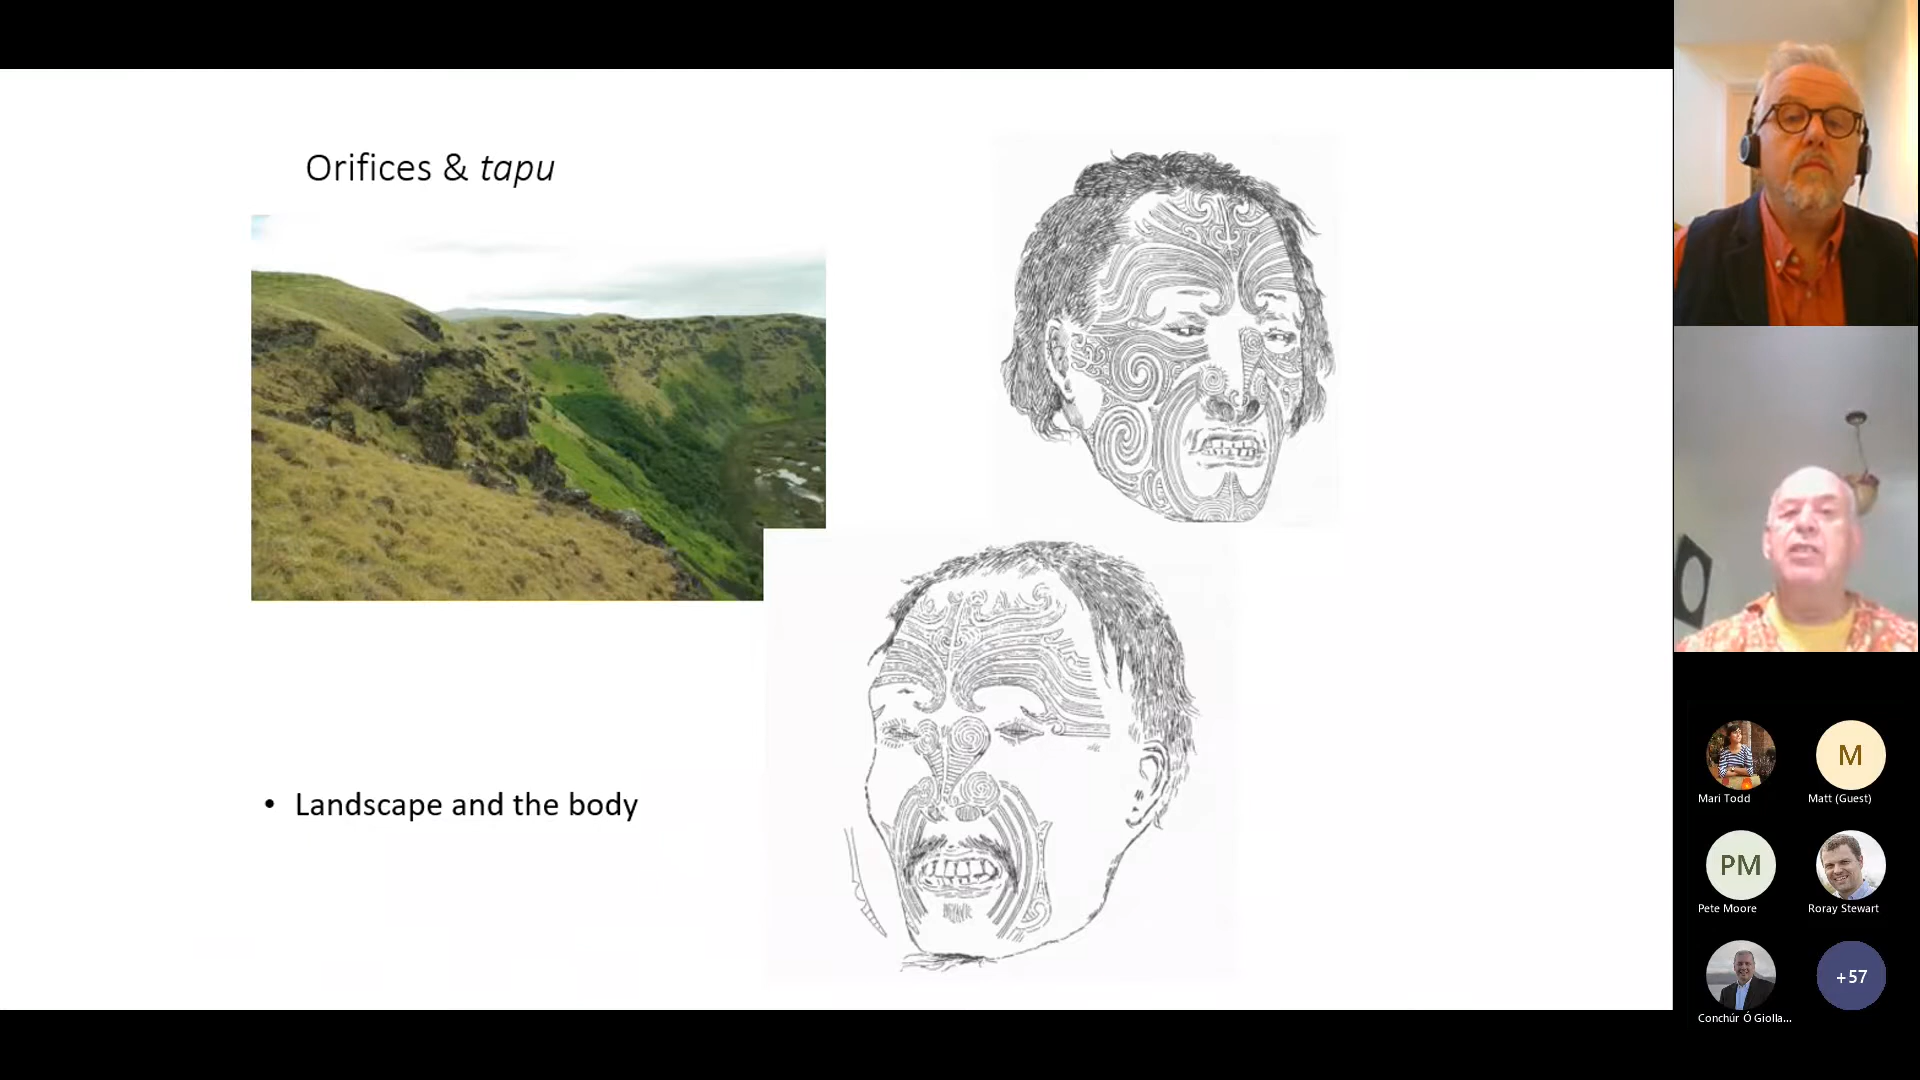 Orifices & tapu
• Landscape and the body
M
Mari Todd
Matt (Guest)
PM
Pete Moore
Roray Stewart
+57
Conchúr Ó Giolla...